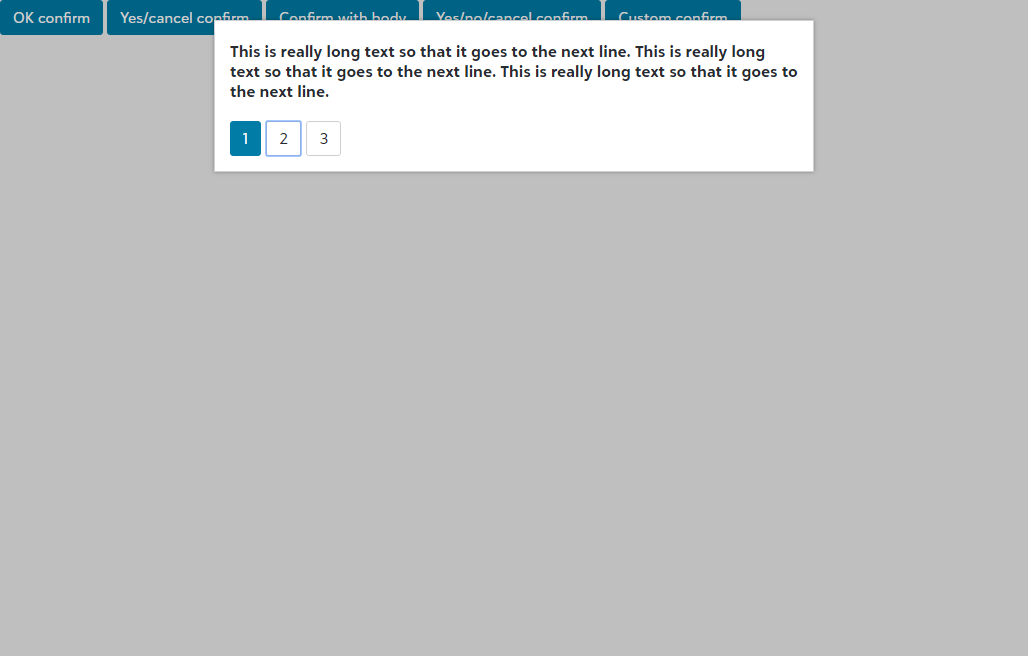 OK confirm Yes/cancel confirm Confirm with body Yes/no/cancel confirm Custom confirm
This is really long text so that it goes to the next line. This is really long
text so that it goes to the next line. This is really long text so that it goes to
the next line.
1 2 3